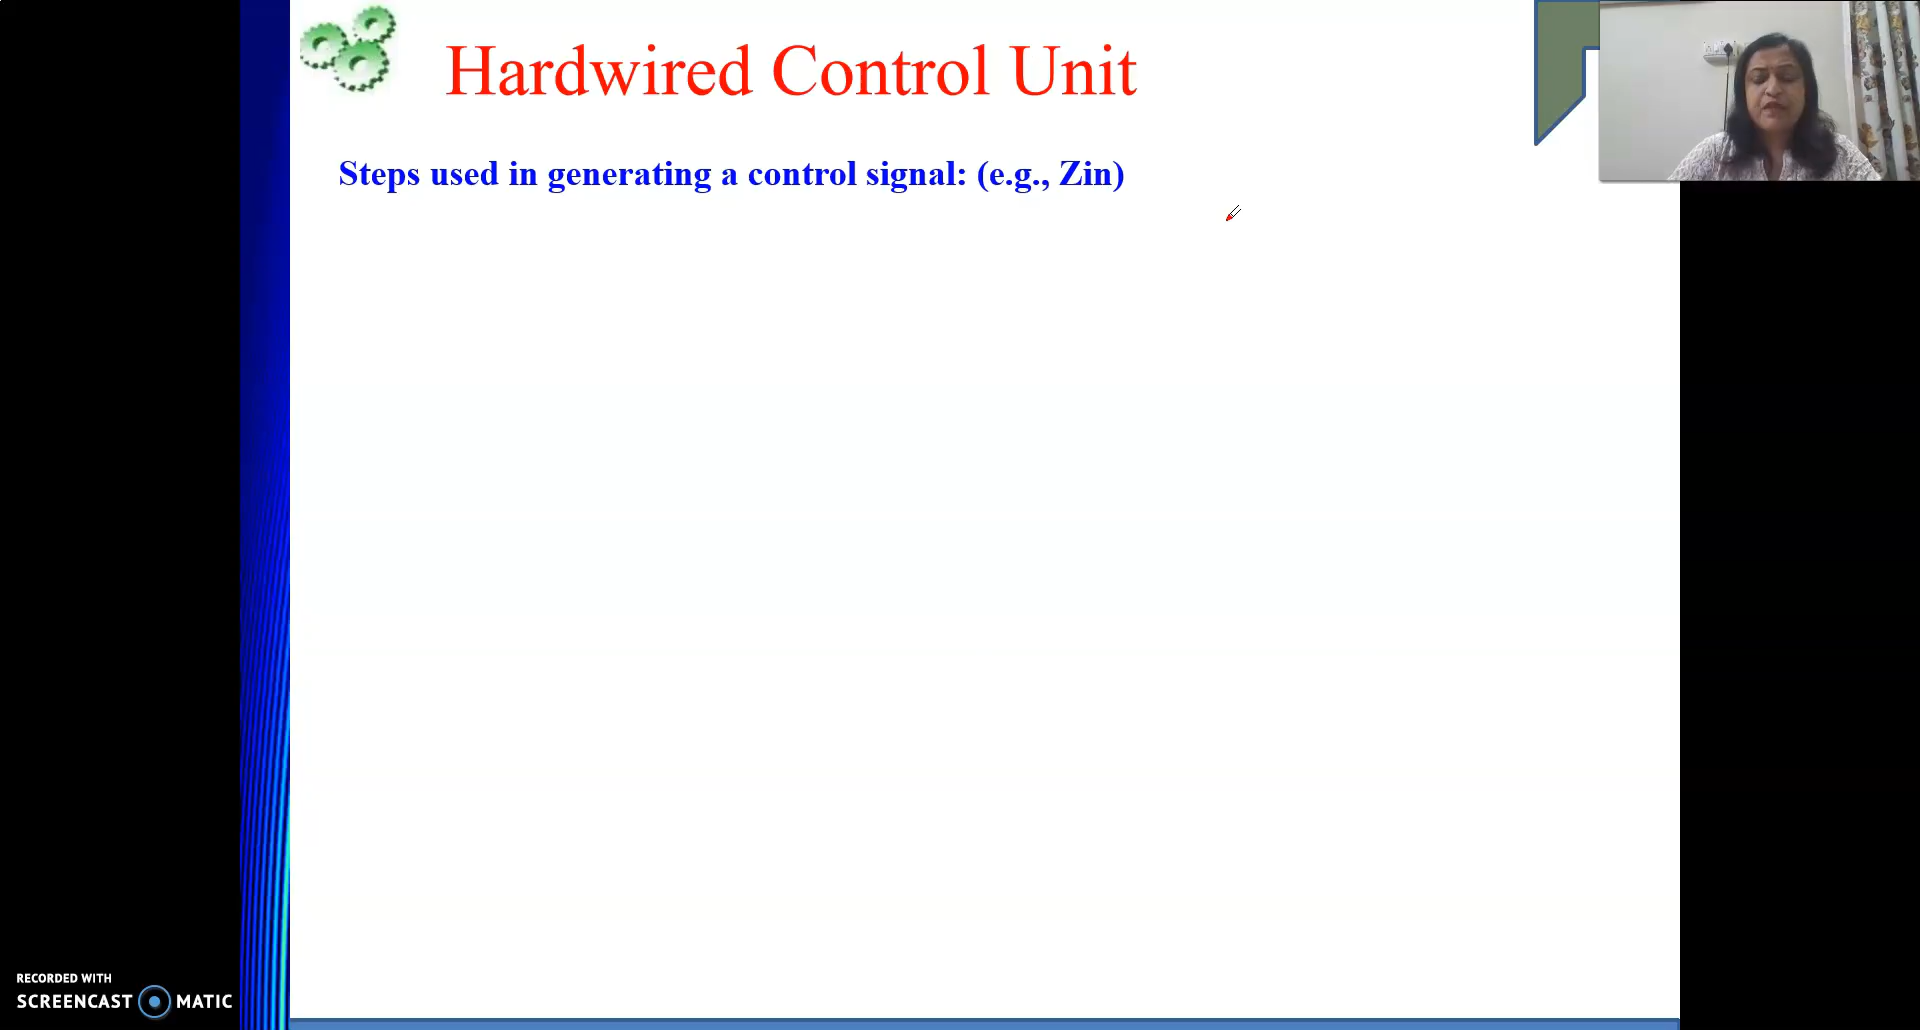 Hardwired Control Unit
Steps used in generating a control signal: (e.g., Zin)
RECORDED WITH
SCREENCAST MATIC